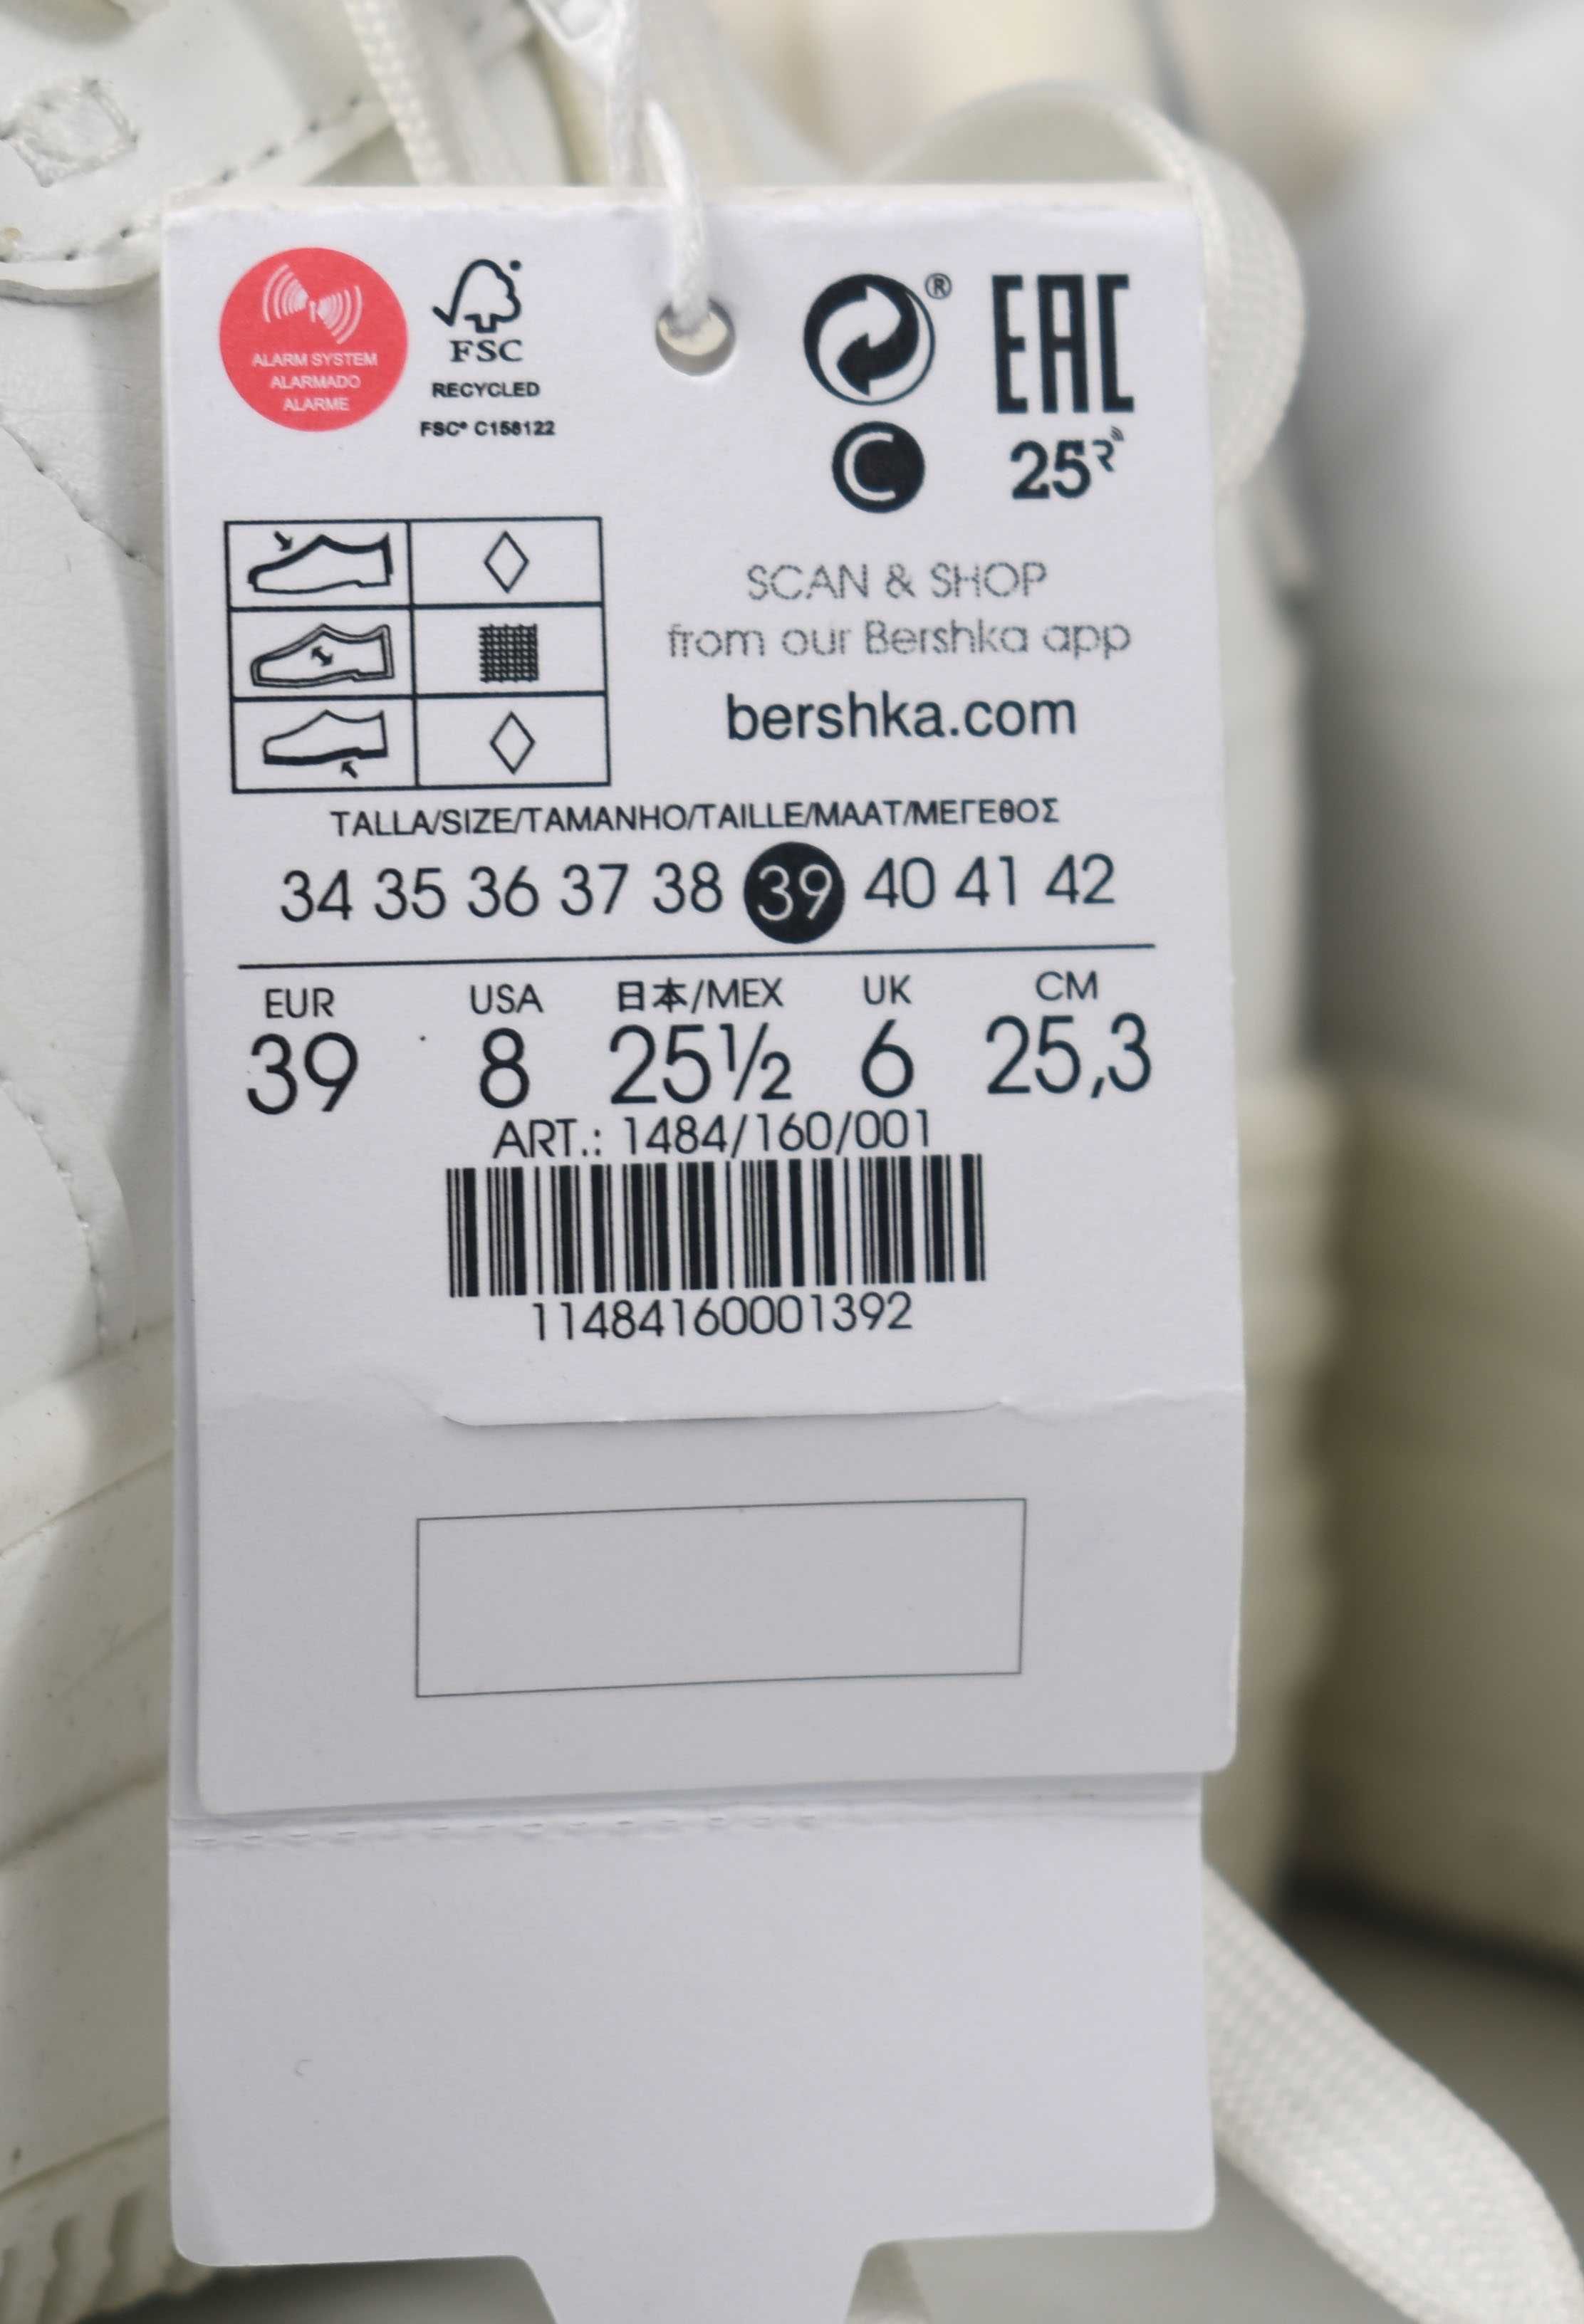 ALARM SYSTEM
ALARMADO
ALARME
FSC
RECYCLED
FSC® C158122
®
EAC
C
25R
SCAN & SHOP
from our Bershka app
bershka.com
TALLA/SIZE/TAMANHO/TAILLE/MAAT/ΜΕΓΕΘΟΣ
34 35 36 37 38 39 40 41 42
EUR USA 日本/MEX UK CM
39 8 25½ 6 25,3
ART.: 1484/160/001
11484160001392